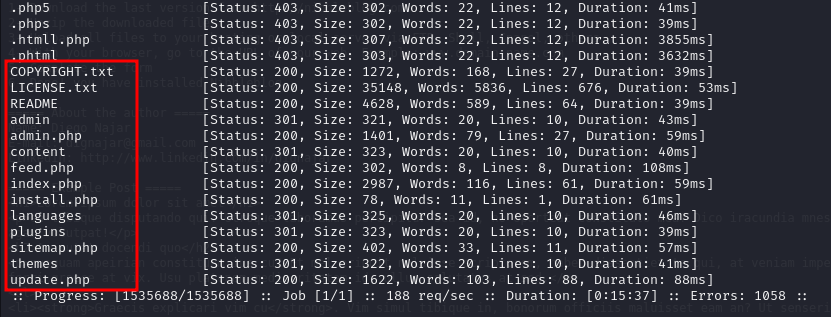 .php5 [Status: 403, Size: 302, Words: 22, Lines: 12, Duration: 41ms]
.phps [Status: 403, Size: 302, Words: 22, Lines: 12, Duration: 39ms]
.htmll.php [Status: 403, Size: 307, Words: 22, Lines: 12, Duration: 3855ms]
.phtml [Status: 403, Size: 303, Words: 22, Lines: 12, Duration: 3632ms]
COPYRIGHT.txt [Status: 200, Size: 1272, Words: 168, Lines: 27, Duration: 39ms]
LICENSE.txt [Status: 200, Size: 35148, Words: 5836, Lines: 676, Duration: 53ms]
README [Status: 200, Size: 4628, Words: 589, Lines: 64, Duration: 39ms]
admin [Status: 301, Size: 321, Words: 20, Lines: 10, Duration: 43ms]
admin.php [Status: 200, Size: 1401, Words: 79, Lines: 27, Duration: 59ms]
content [Status: 301, Size: 323, Words: 20, Lines: 10, Duration: 40ms]
feed.php [Status: 200, Size: 302, Words: 8, Lines: 8, Duration: 108ms]
index.php [Status: 200, Size: 2987, Words: 116, Lines: 61, Duration: 59ms]
install.php [Status: 200, Size: 78, Words: 11, Lines: 1, Duration: 61ms]
languages [Status: 301, Size: 325, Words: 20, Lines: 10, Duration: 46ms]
plugins [Status: 301, Size: 323, Words: 20, Lines: 10, Duration: 39ms]
sitemap.php [Status: 200, Size: 402, Words: 33, Lines: 11, Duration: 57ms]
themes [Status: 301, Size: 322, Words: 20, Lines: 10, Duration: 41ms]
update.php [Status: 200, Size: 1622, Words: 103, Lines: 88, Duration: 88ms]
:: Progress: [1535688/1535688] :: Job [1/1] :: 188 req/sec :: Duration: [0:15:37] :: Errors: 1058 ::